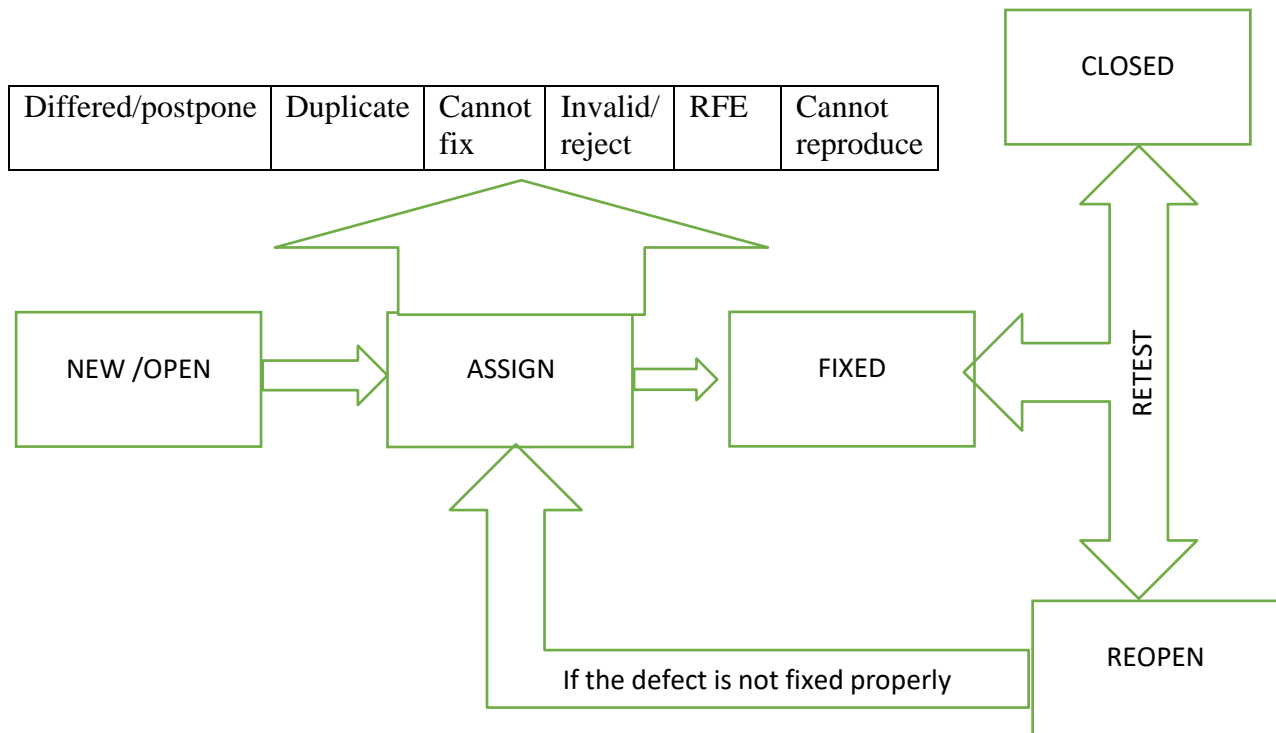 CLOSED
Differed/postpone
Duplicate
Cannot
fix
Invalid/
reject
RFE
Cannot
reproduce
NEW /OPEN
ASSIGN
FIXED
RETEST
If the defect is not fixed properly
REOPEN